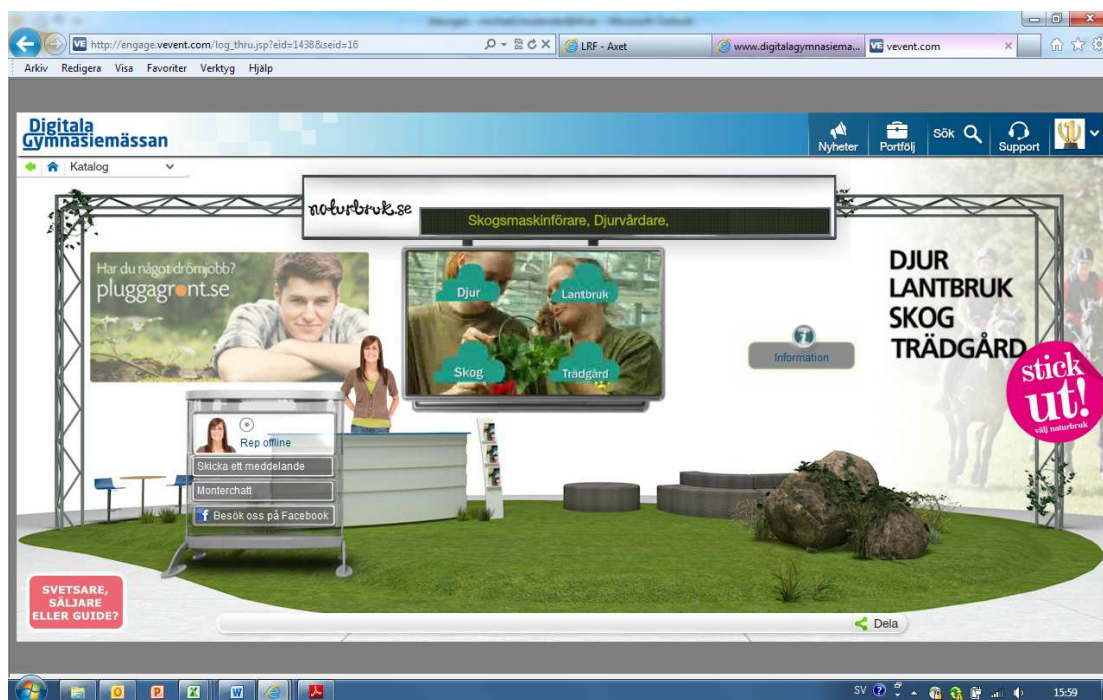 http://engage.vevent.com/log_thru.jsp?eid=1438&seid=16
LRF - Axet
www.digitalagymnasiema...
vevent.com
Arkiv Redigera Visa Favoriter Verktyg Hjälp
Digitala
Gymnasiemässan
Nyheter
Portfölj
Sök
Support
Katalog
naturbruk.se
Skogsmaskinförare, Djurvårdare,
Har du något drömjobb?
pluggagrönt.se
Djur
Lantbruk
Skog
Trädgård
Information
DJUR
LANTBRUK
SKOG
TRÄDGÅRD
stick
ut!
välj naturbruk
Rep offline
Skicka ett meddelande
Monterchatt
Besök oss på Facebook
SVETSARE,
SÄLJARE
ELLER GUIDE?
Dela
SV
15:59